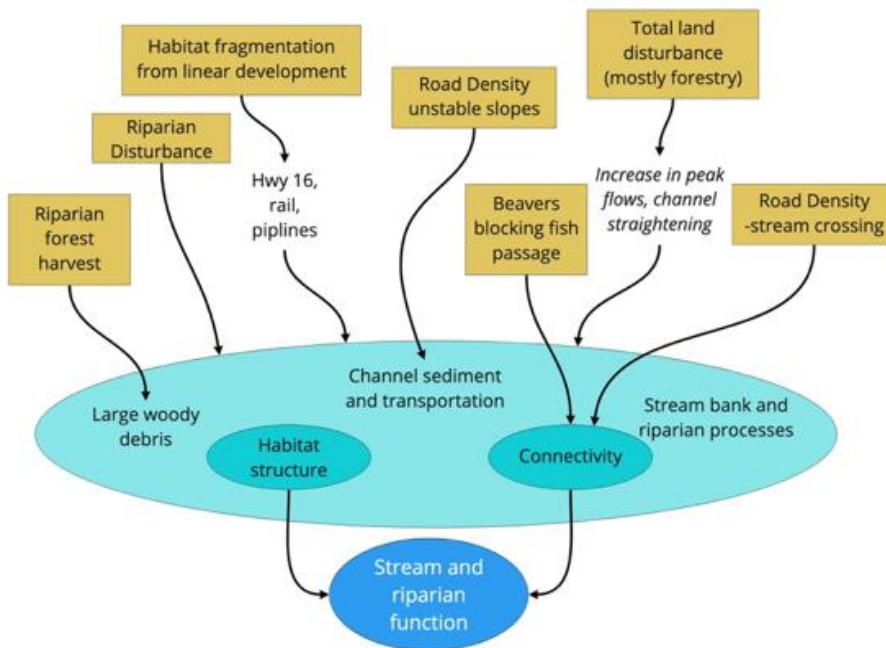 Habitat fragmentation
from linear development
Total land
disturbance
(mostly forestry)
Road Density
unstable slopes
Riparian
Disturbance
Hwy 16,
rail,
piplines
Increase in peak
flows, channel
straightening
Riparian
forest
harvest
Beavers
blocking fish
passage
Road Density
-stream crossing
Channel sediment
and transportation
Large woody
debris
Stream bank and
riparian processes
Habitat
structure
Connectivity
Stream and
riparian
function